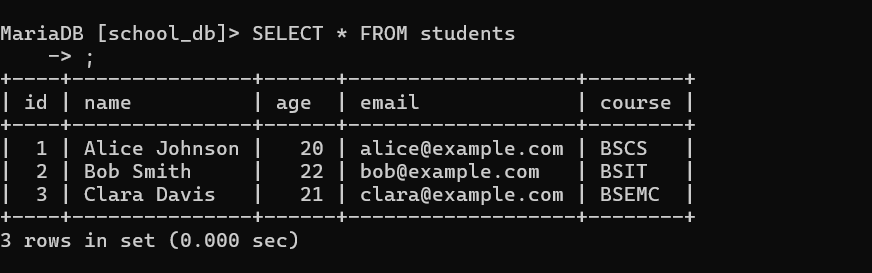 MariaDB [school_db]> SELECT * FROM students
    -> ;
+----+---------------+------+-------------------+--------+
| id | name          | age  | email             | course |
+----+---------------+------+-------------------+--------+
|  1 | Alice Johnson |   20 | alice@example.com | BSCS   |
|  2 | Bob Smith     |   22 | bob@example.com   | BSIT   |
|  3 | Clara Davis   |   21 | clara@example.com | BSEMC  |
+----+---------------+------+-------------------+--------+
3 rows in set (0.000 sec)